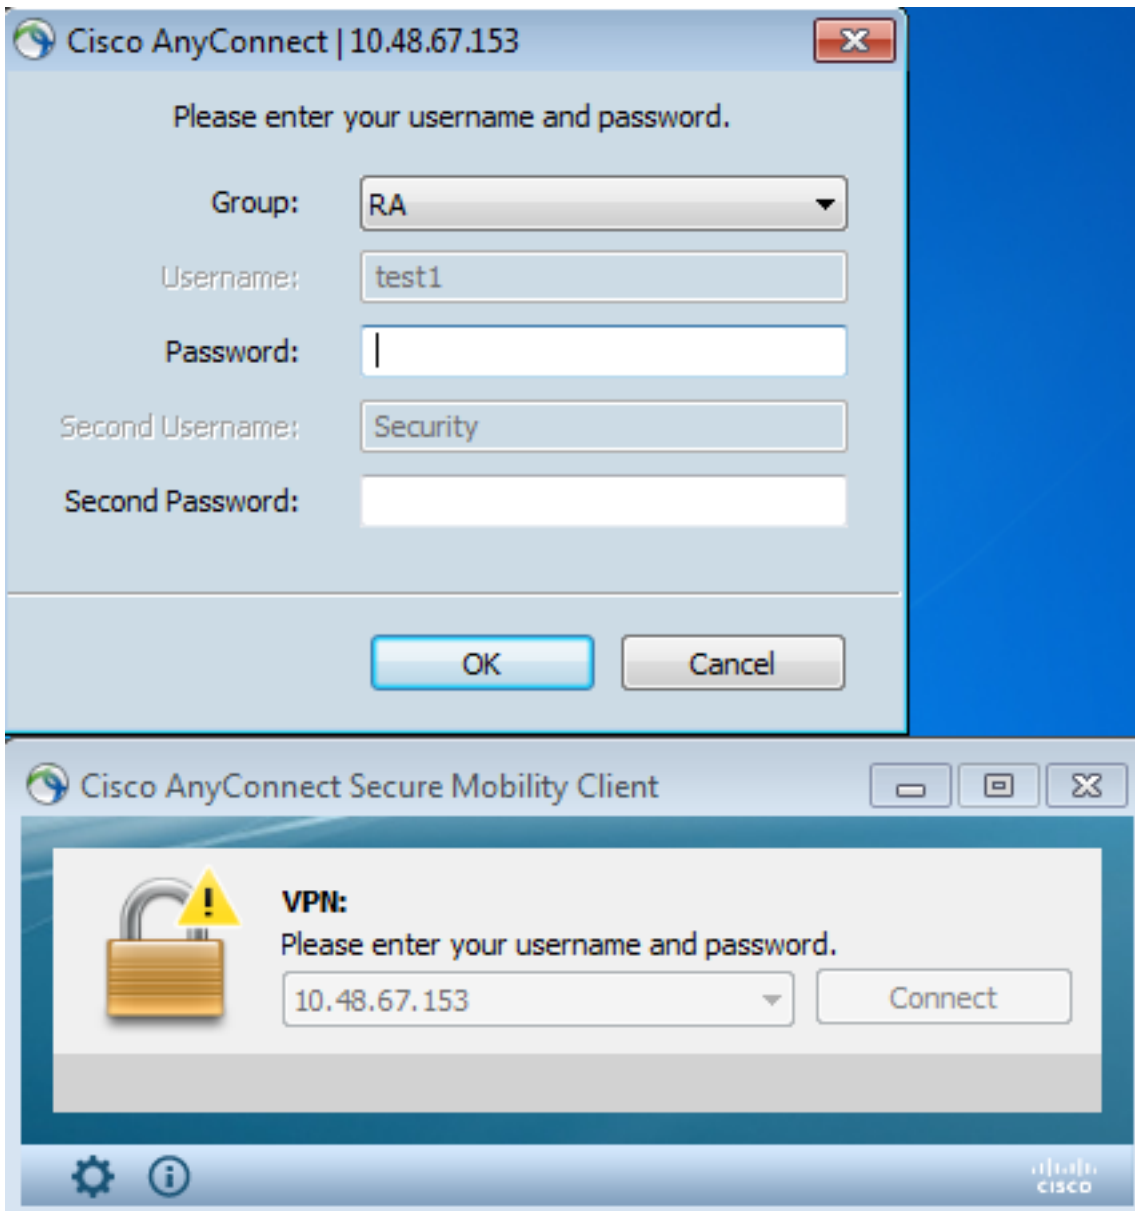 Cisco AnyConnect | 10.48.67.153
Please enter your username and password.
Group: RA
Username: test1
Password:
Second Username: Security
Second Password:
OK Cancel
Cisco AnyConnect Secure Mobility Client
VPN:
Please enter your username and password.
10.48.67.153 Connect
CISCO